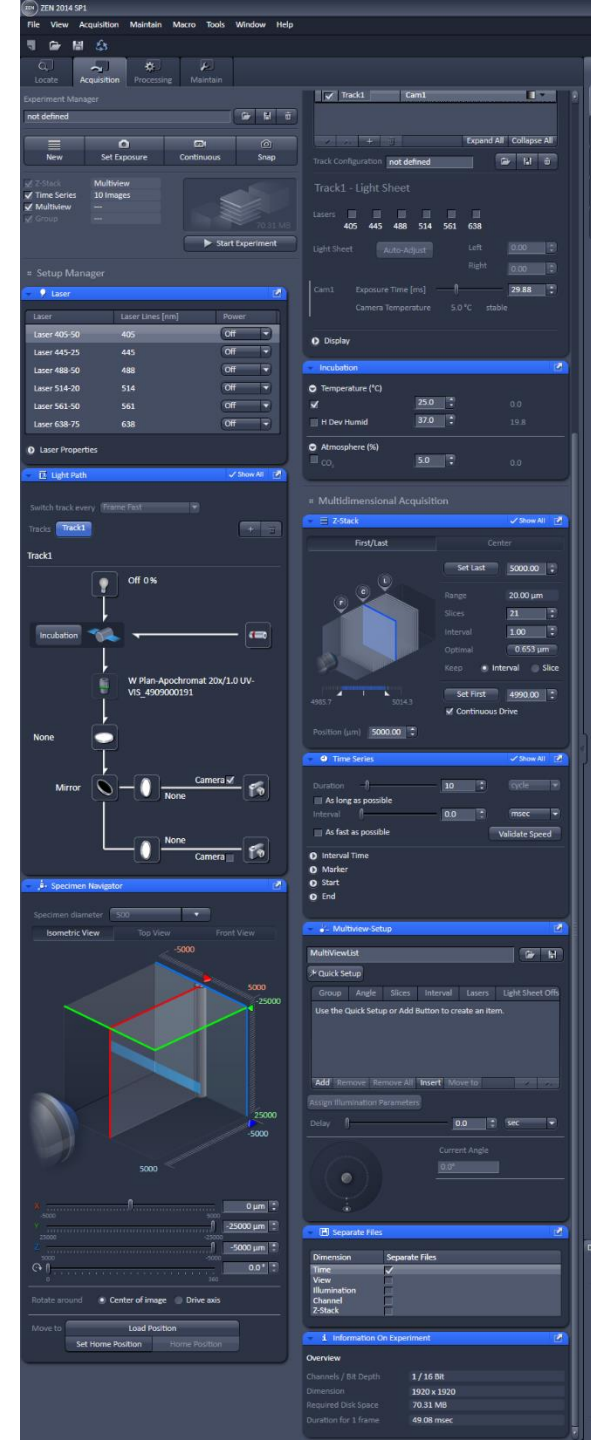 ZEN 2014 SP1
File View Acquisition Maintain Macro Tools Window Help
Locate Acquisition Processing Maintain
Experiment Manager
not defined
New Set Exposure Continuous Snap
Z-Stack Multiview
Time Series 10 Images
Multiview ---
Group ---
70.31 MB
Start Experiment
Setup Manager
Laser
Laser Laser Lines [nm] Power
Laser 405-50 405 Off
Laser 445-25 445 Off
Laser 488-50 488 Off
Laser 514-20 514 Off
Laser 561-50 561 Off
Laser 638-75 638 Off
Laser Properties
Light Path Show All
Switch track every Frame Fast
Tracks Track1
Track1
Off 0 %
Incubation
W Plan-Apochromat 20x/1.0 UV-
VIS_4909000191
None
Mirror
Camera
None
None
Camera
Specimen Navigator
Specimen diameter 500
Isometric View Top View Front View
-5000
5000
-25000
25000
-5000
5000
X 0 µm
-5000 5000
Y -25000 µm
25000 -25000
Z -5000 µm
5000 -5000
0.0 °
0 360
Rotate around Center of image Drive axis
Move to Load Position
Set Home Position Home Position
Track1 Cam1
Expand All Collapse All
Track Configuration not defined
Track1 - Light Sheet
Lasers
405 445 488 514 561 638
Light Sheet Auto-Adjust Left 0.00
Right 0.00
Cam1 Exposure Time [ms] 29.88
Camera Temperature 5.0 °C stable
Display
Incubation
Temperature (°C)
25.0 0.0
H Dev Humid 37.0 19.8
Atmosphere (%)
CO₂ 5.0 0.0
Multidimensional Acquisition
Z-Stack Show All
First/Last Center
Set Last 5000.00
F C L
Range 20.00 µm
Slices 21
Interval 1.00
Optimal 0.653 µm
Keep Interval Slice
Set First 4990.00
4985.7 5014.3
Continuous Drive
Position (µm) 5000.00
Time Series Show All
Duration 10 cycle
As long as possible
Interval 0.0 msec
As fast as possible Validate Speed
Interval Time
Marker
Start
End
Multiview-Setup
MultiViewList
Quick Setup
Group Angle Slices Interval Lasers Light Sheet Offs
Use the Quick Setup or Add Button to create an item.
Add Remove Remove All Insert Move to
Assign Illumination Parameters
Delay 0.0 sec
Current Angle
0.0°
Separate Files
Dimension Separate Files
Time
View
Illumination
Channel
Z-Stack
Information On Experiment
Overview
Channels / Bit Depth 1 / 16 Bit
Dimension 1920 x 1920
Required Disk Space 70.31 MB
Duration for 1 frame 49.08 msec